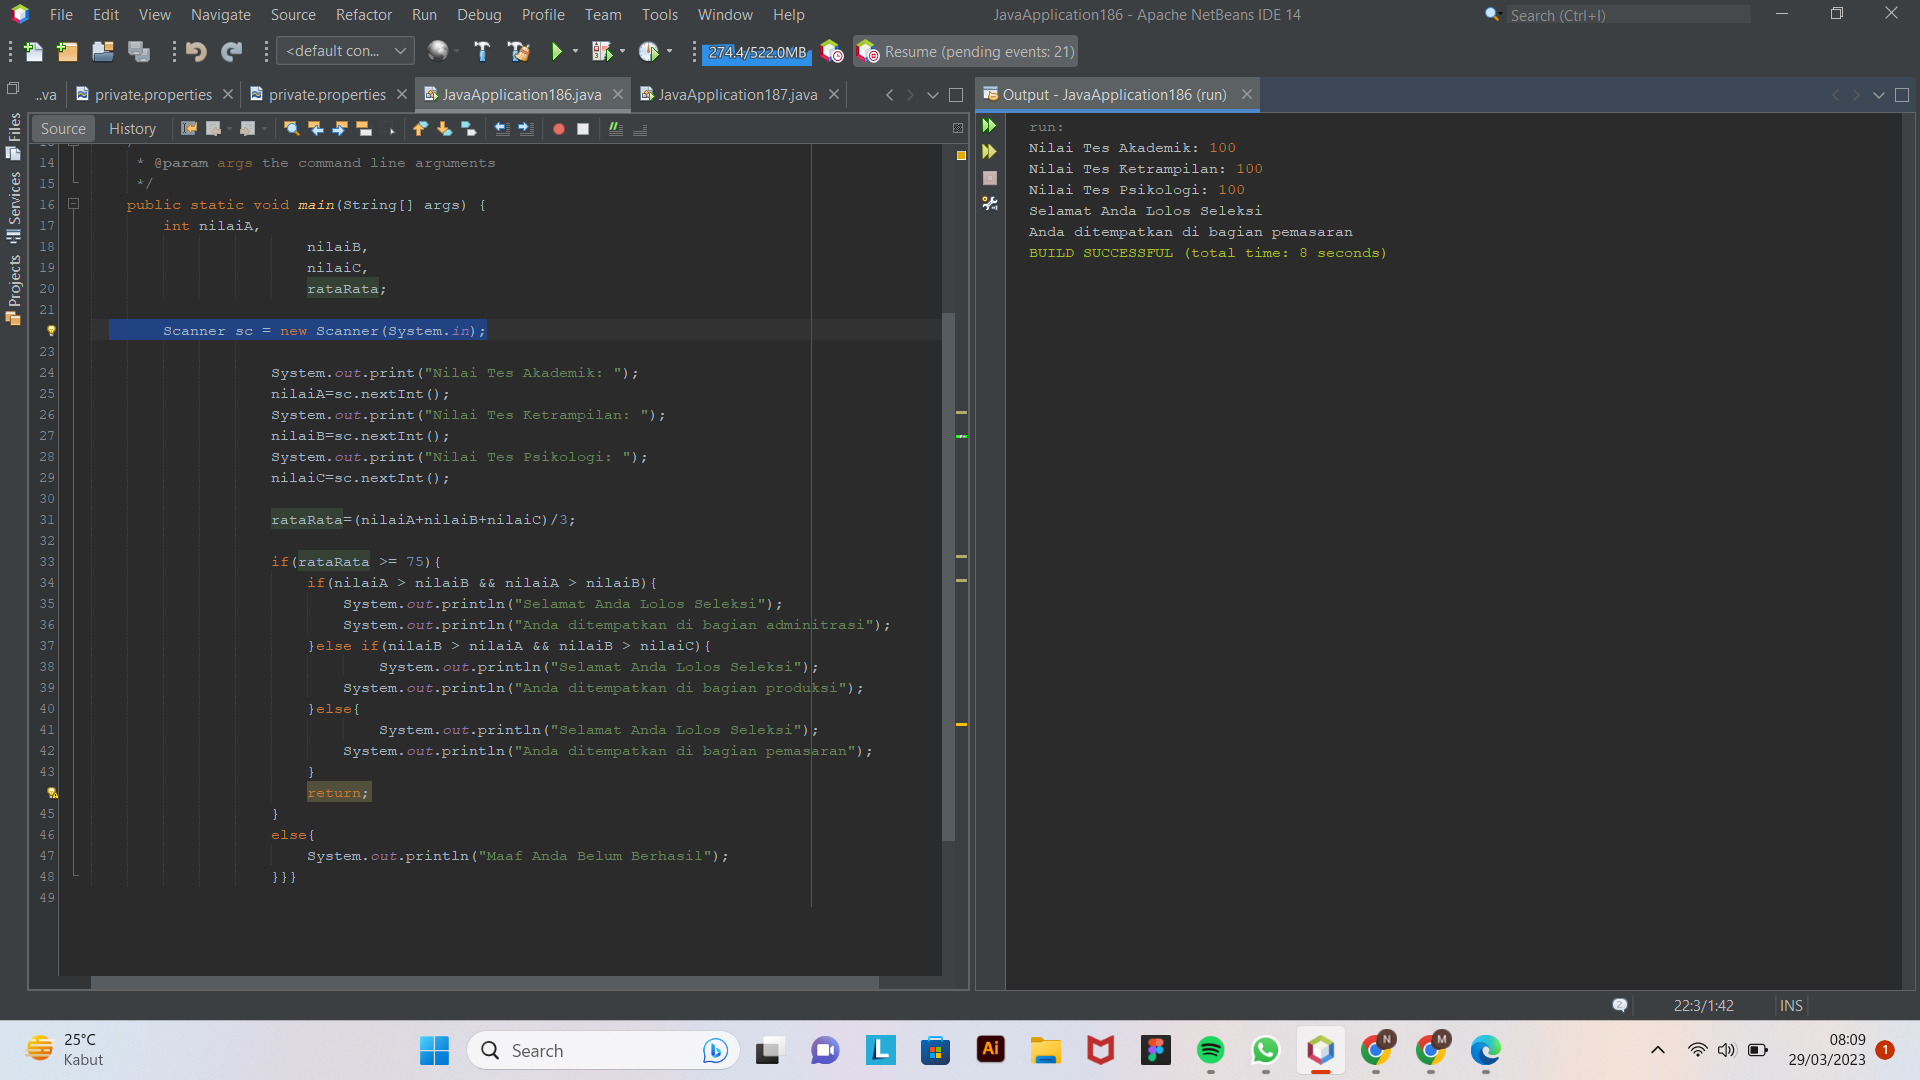 File Edit View Navigate Source Refactor Run Debug Profile Team Tools Window Help
JavaApplication186 - Apache NetBeans IDE 14
Search (Ctrl+I)
<default con...
274.4/522.0MB
Resume (pending events: 21)
..va private.properties private.properties JavaApplication186.java JavaApplication187.java
Output - JavaApplication186 (run)
Files
Services
Projects
Source History
14 * @param args the command line arguments
15 */
16 public static void main(String[] args) {
17 int nilaiA,
18 nilaiB,
19 nilaiC,
20 rataRata;
21
Scanner sc = new Scanner(System.in);
23
24 System.out.print("Nilai Tes Akademik: ");
25 nilaiA=sc.nextInt();
26 System.out.print("Nilai Tes Ketrampilan: ");
27 nilaiB=sc.nextInt();
28 System.out.print("Nilai Tes Psikologi: ");
29 nilaiC=sc.nextInt();
30
31 rataRata=(nilaiA+nilaiB+nilaiC)/3;
32
33 if(rataRata >= 75){
34 if(nilaiA > nilaiB && nilaiA > nilaiB){
35 System.out.println("Selamat Anda Lolos Seleksi");
36 System.out.println("Anda ditempatkan di bagian adminitrasi");
37 }else if(nilaiB > nilaiA && nilaiB > nilaiC){
38 System.out.println("Selamat Anda Lolos Seleksi");
39 System.out.println("Anda ditempatkan di bagian produksi");
40 }else{
41 System.out.println("Selamat Anda Lolos Seleksi");
42 System.out.println("Anda ditempatkan di bagian pemasaran");
43 }
return;
45 }
46 else{
47 System.out.println("Maaf Anda Belum Berhasil");
48 }}}
49
run:
Nilai Tes Akademik: 100
Nilai Tes Ketrampilan: 100
Nilai Tes Psikologi: 100
Selamat Anda Lolos Seleksi
Anda ditempatkan di bagian pemasaran
BUILD SUCCESSFUL (total time: 8 seconds)
2 22:3/1:42 INS
25°C
Kabut
Search
L
Ai
N
M
08:09
29/03/2023
1